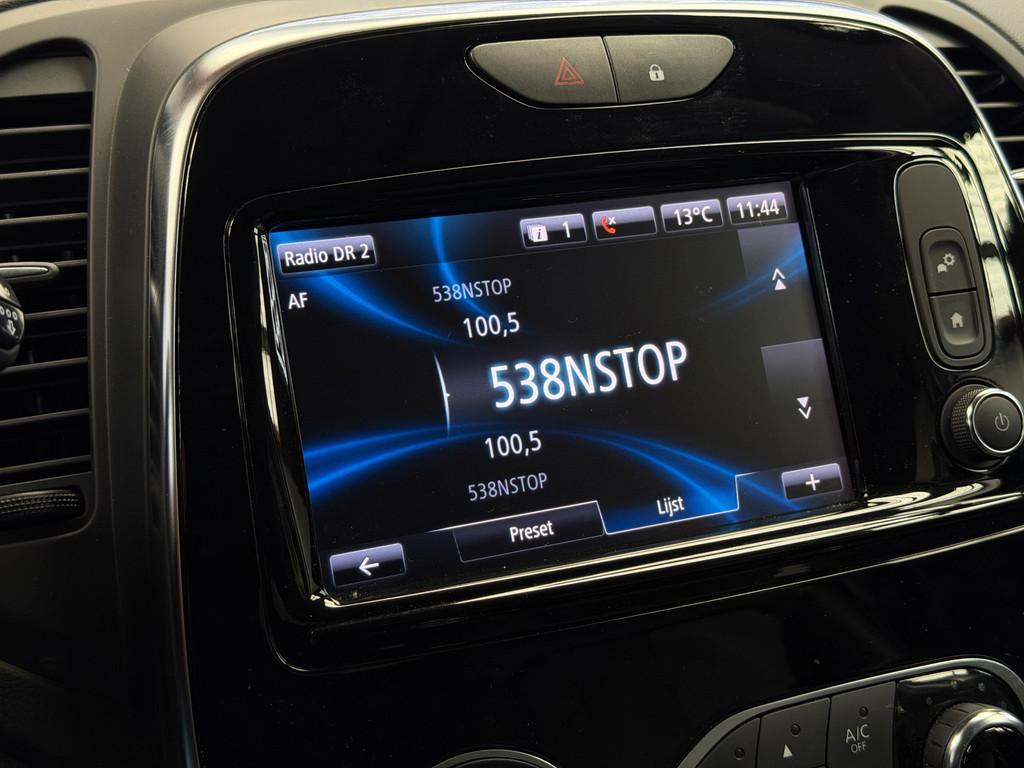 Radio DR 2
1
13°C
11:44
AF
538NSTOP
100,5
538NSTOP
100,5
538NSTOP
Preset
Lijst
A/C
OFF